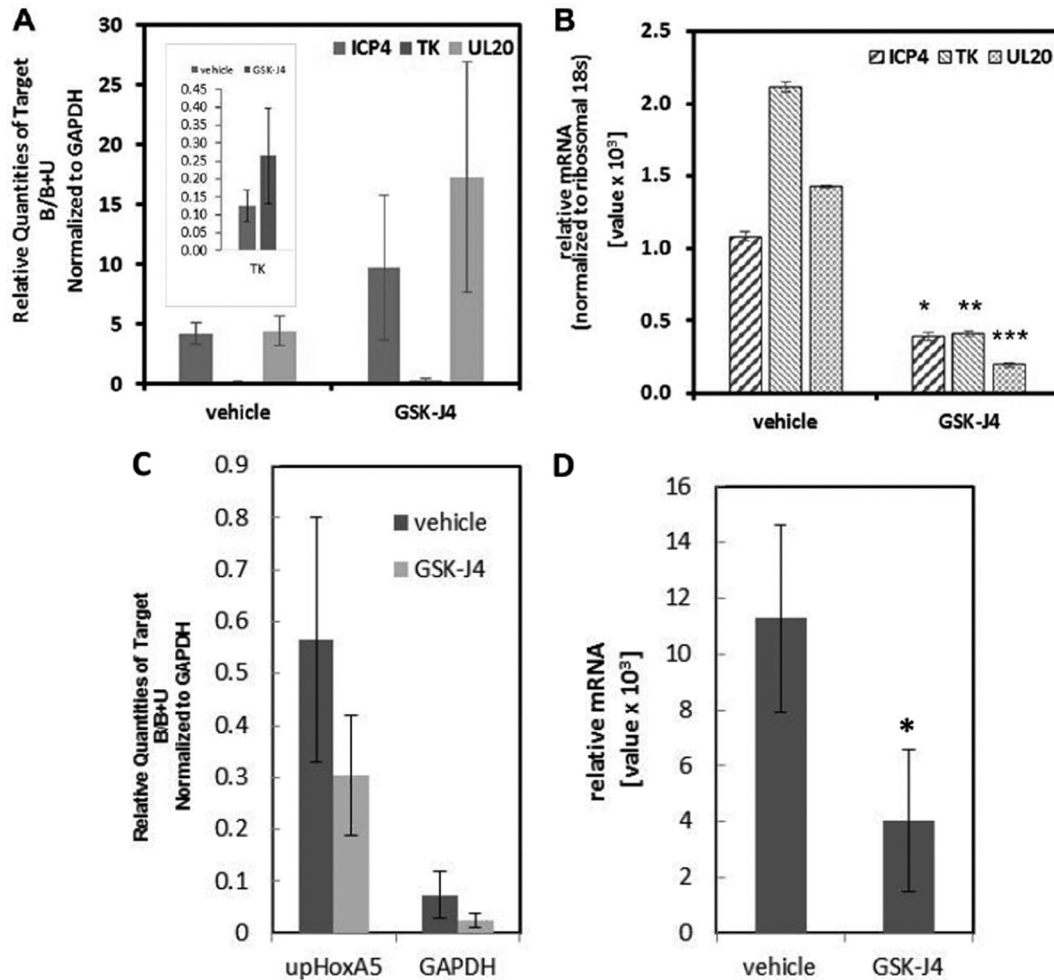 A
Relative Quantities of Target
B/B+U
Normalized to GAPDH
30
25
20
15
10
5
0
ICP4 TK UL20
vehicle GSK-J4
0.45
0.40
0.35
0.30
0.25
0.20
0.15
0.10
0.05
0.00
TK
vehicle GSK-J4
B
relative mRNA
(normalized to ribosomal 18s)
[value x 10³]
2.5
2.0
1.5
1.0
0.5
0.0
ICP4 TK UL20
* ** ***
vehicle GSK-J4
C
Relative Quantities of Target
B/B+U
Normalized to GAPDH
0.9
0.8
0.7
0.6
0.5
0.4
0.3
0.2
0.1
0
vehicle
GSK-J4
upHoxA5 GAPDH
D
relative mRNA
[value x 10³]
16
14
12
10
8
6
4
2
0
*
vehicle GSK-J4